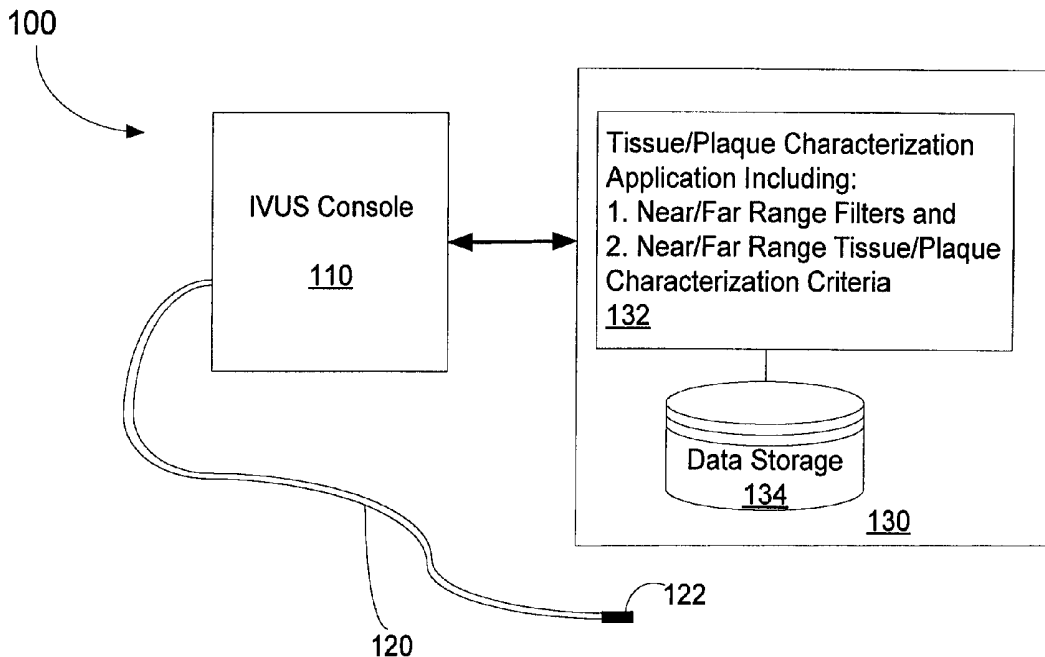 100
IVUS Console
110
Tissue/Plaque Characterization
Application Including:
1. Near/Far Range Filters and
2. Near/Far Range Tissue/Plaque
Characterization Criteria
132
Data Storage
134
130
122
120